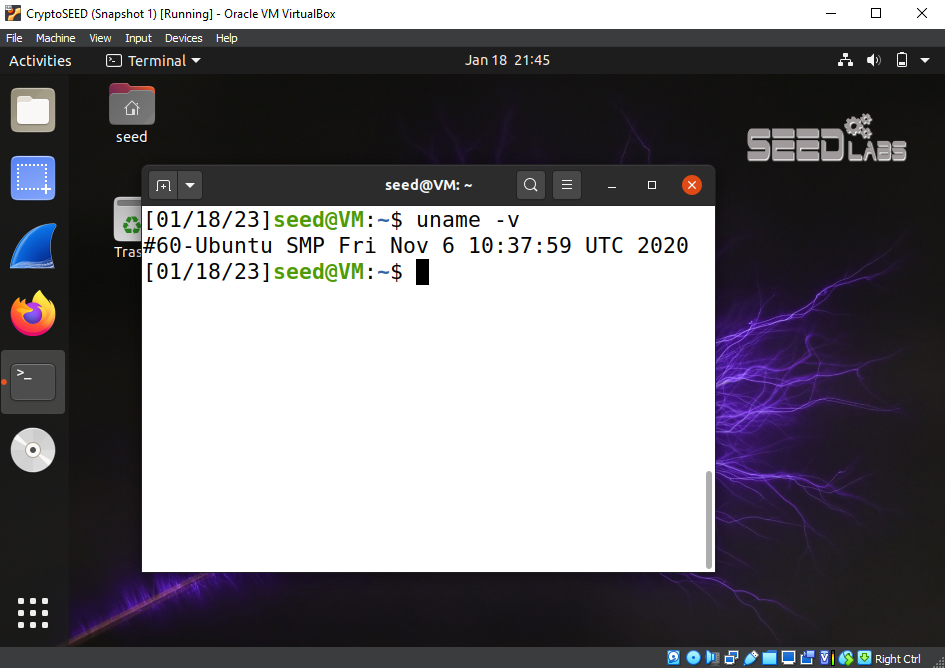 CryptoSEED (Snapshot 1) [Running] - Oracle VM VirtualBox
File Machine View Input Devices Help
Activities Terminal Jan 18 21:45
seed
SEEDLABS
seed@VM: ~
[01/18/23]seed@VM:~$ uname -v
#60-Ubuntu SMP Fri Nov 6 10:37:59 UTC 2020
[01/18/23]seed@VM:~$
Tras
>_
Right Ctrl